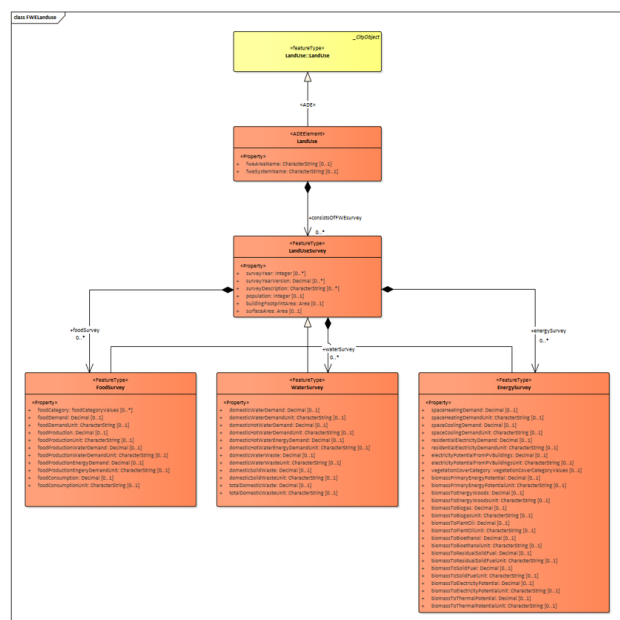 class FWELanduse
_CityObject
«featureType»
LandUse::LandUse
«ADE»
«ADEElement»
LandUse
«Property»
+ fweAreaName: CharacterString [0..1]
+ fweSystemName: CharacterString [0..1]
+consistsOfFWEsurvey
0..*
«FeatureType»
LandUseSurvey
«Property»
+ surveyYear: Integer [0..*]
+ surveyYearVersion: Decimal [0..*]
+ surveyDescription: CharacterString [0..*]
+ population: Integer [0..1]
+ buildingFootprintArea: Area [0..1]
+ surfaceArea: Area [0..1]
+foodSurvey
0..*
+waterSurvey
0..*
+energySurvey
0..*
«FeatureType»
FoodSurvey
«Property»
+ foodCategory: foodCategoryValues [0..*]
+ foodDemand: Decimal [0..1]
+ foodDemandUnit: CharacterString [0..1]
+ foodProduction: Decimal [0..1]
+ foodProductionUnit: CharacterString [0..1]
+ foodProductionWaterDemand: Decimal [0..1]
+ foodProductionWaterDemandUnit: CharacterString [0..1]
+ foodProductionEnergyDemand: Decimal [0..1]
+ foodProductionEngeryDemandUnit: CharacterString [0..1]
+ foodConsumption: Decimal [0..1]
+ foodConsumptionUnit: CharacterString [0..1]
«FeatureType»
WaterSurvey
«Property»
+ domesticWaterDemand: Decimal [0..1]
+ domesticWaterDemandUnit: CharacterString [0..1]
+ domesticHotWaterDemand: Decimal [0..1]
+ domesticHotWaterDemandUnit: CharacterString [0..1]
+ domesticHotWaterEnergyDemand: Decimal [0..1]
+ domesticHotWaterEnergyDemandUnit: CharacterString [0..1]
+ domesticWaterWaste: Decimal [0..1]
+ domesticWaterWasteUnit: CharacterString [0..1]
+ domesticSolidWaste: Decimal [0..1]
+ domesticSolidWasteUnit: CharacterString [0..1]
+ totalDomesticWaste: Decimal [0..1]
+ totalDomesticWasteUnit: CharacterString [0..1]
«FeatureType»
EnergySurvey
«Property»
+ spaceHeatingDemand: Decimal [0..1]
+ spaceHeatingDemandUnit: CharacterString [0..1]
+ spaceCoolingDemand: Decimal [0..1]
+ spaceCoolingDemandUnit: CharacterString [0..1]
+ residentialElectricityDemand: Decimal [0..1]
+ residentialElectricityDemandUnit: CharacterString [0..1]
+ electricityPotentialFromPVBuildings: Decimal [0..1]
+ electricityPotentialFromPVBuildingsUnit: CharacterString [0..1]
+ vegetationCoverCategory: vegetationCoverCategoryValues [0..1]
+ biomassPrimaryEnergyPotential: Decimal [0..1]
+ biomassPrimaryEnergyPotentialUnit: CharacterString [0..1]
+ biomassToEnergyWoods: Decimal [0..1]
+ biomassToEnergyWoodsUnit: CharacterString [0..1]
+ biomassToBiogas: Decimal [0..1]
+ biomassToBiogasUnit: CharacterString [0..1]
+ biomassToPlantOil: Decimal [0..1]
+ biomassToPlantOilUnit: CharacterString [0..1]
+ biomassToBioethanol: Decimal [0..1]
+ biomassToBioethanolUnit: CharacterString [0..1]
+ biomassToResidualSolidFuel: Decimal [0..1]
+ biomassToResidualSolidFuelUnit: CharacterString [0..1]
+ biomassToSolidFuel: Decimal [0..1]
+ biomassToSolidFuelUnit: CharacterString [0..1]
+ biomassToElectricityPotential: Decimal [0..1]
+ biomassToElectricityPotentialUnit: CharacterString [0..1]
+ biomassToThermalPotential: Decimal [0..1]
+ biomassToThermalPotentialUnit: CharacterString [0..1]